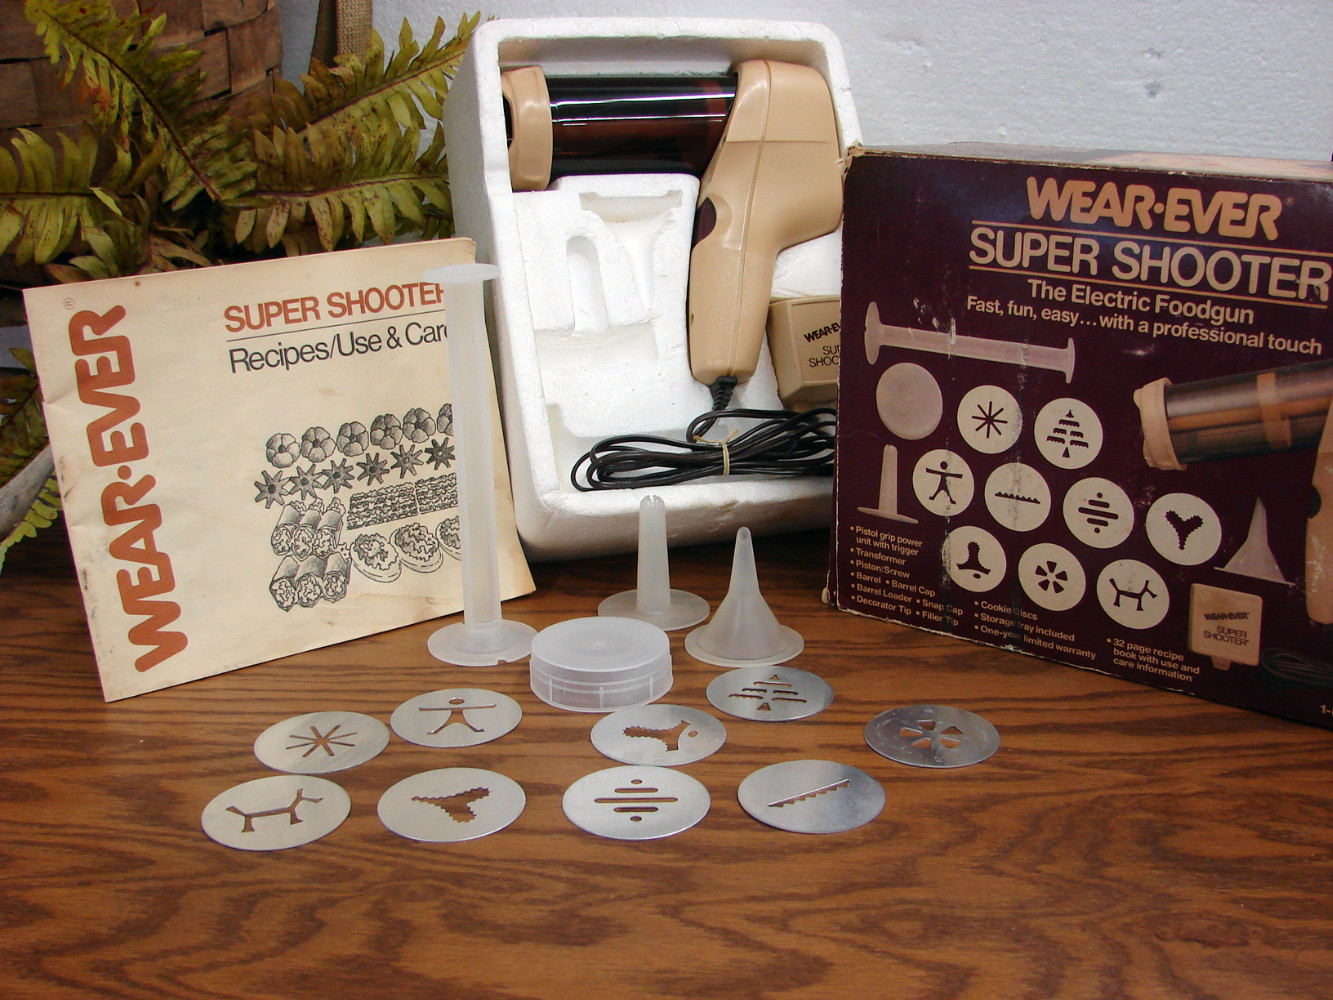 WEAR·EVER®
SUPER SHOOTER
Recipes/Use & Care
WEAR-EV
SUP
SHOO
WEAR·EVER®
SUPER SHOOTER
The Electric Foodgun
Fast, fun, easy...with a professional touch
• Pistol grip power
unit with trigger
• Transformer
• Piston/Screw
• Barrel • Barrel Cap
• Barrel Loader • Snap Cap
• Decorator Tip • Filler Tip
• Cookie Discs
• Storage tray included
• One-year limited warranty
• 32 page recipe
book with use and
care information
WEAR-EVER
SUPER
SHOOTER